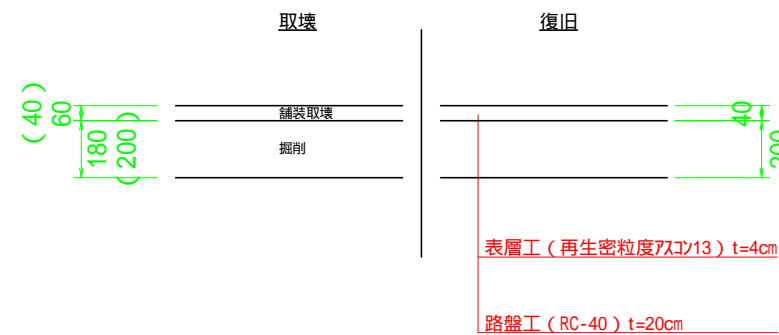 取壊
復旧
(40)
60
舗装取壊
40
180
(200)
掘削
200
表層工(再生密粒度アスコン13)t=4cm
路盤工(RC-40)t=20cm